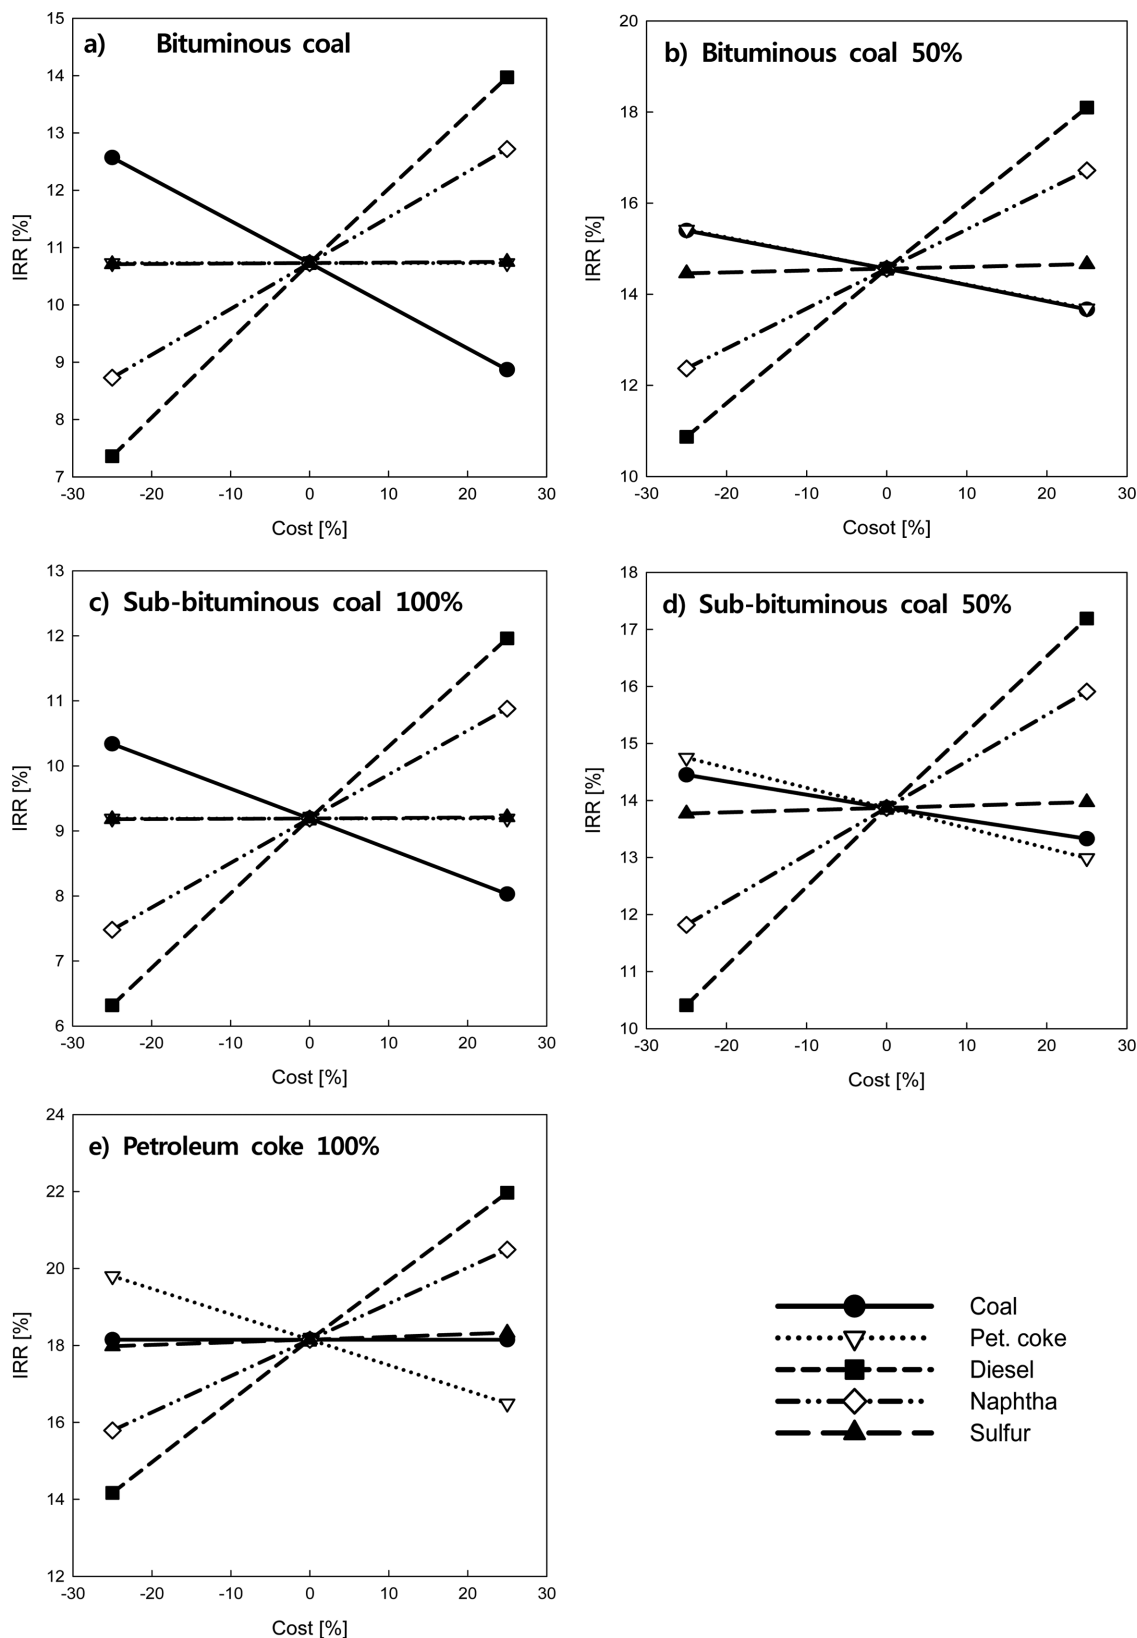 a) Bituminous coal
15
14
13
12
11
10
9
8
7
IRR [%]
-30 -20 -10 0 10 20 30
Cost [%]
b) Bituminous coal 50%
20
18
16
14
12
10
IRR [%]
-30 -20 -10 0 10 20 30
Cosot [%]
c) Sub-bituminous coal 100%
13
12
11
10
9
8
7
6
IRR [%]
-30 -20 -10 0 10 20 30
Cost [%]
d) Sub-bituminous coal 50%
18
17
16
15
14
13
12
11
10
IRR [%]
-30 -20 -10 0 10 20 30
Cost [%]
e) Petroleum coke 100%
24
22
20
18
16
14
12
IRR [%]
-30 -20 -10 0 10 20 30
Cost [%]
Coal
Pet. coke
Diesel
Naphtha
Sulfur